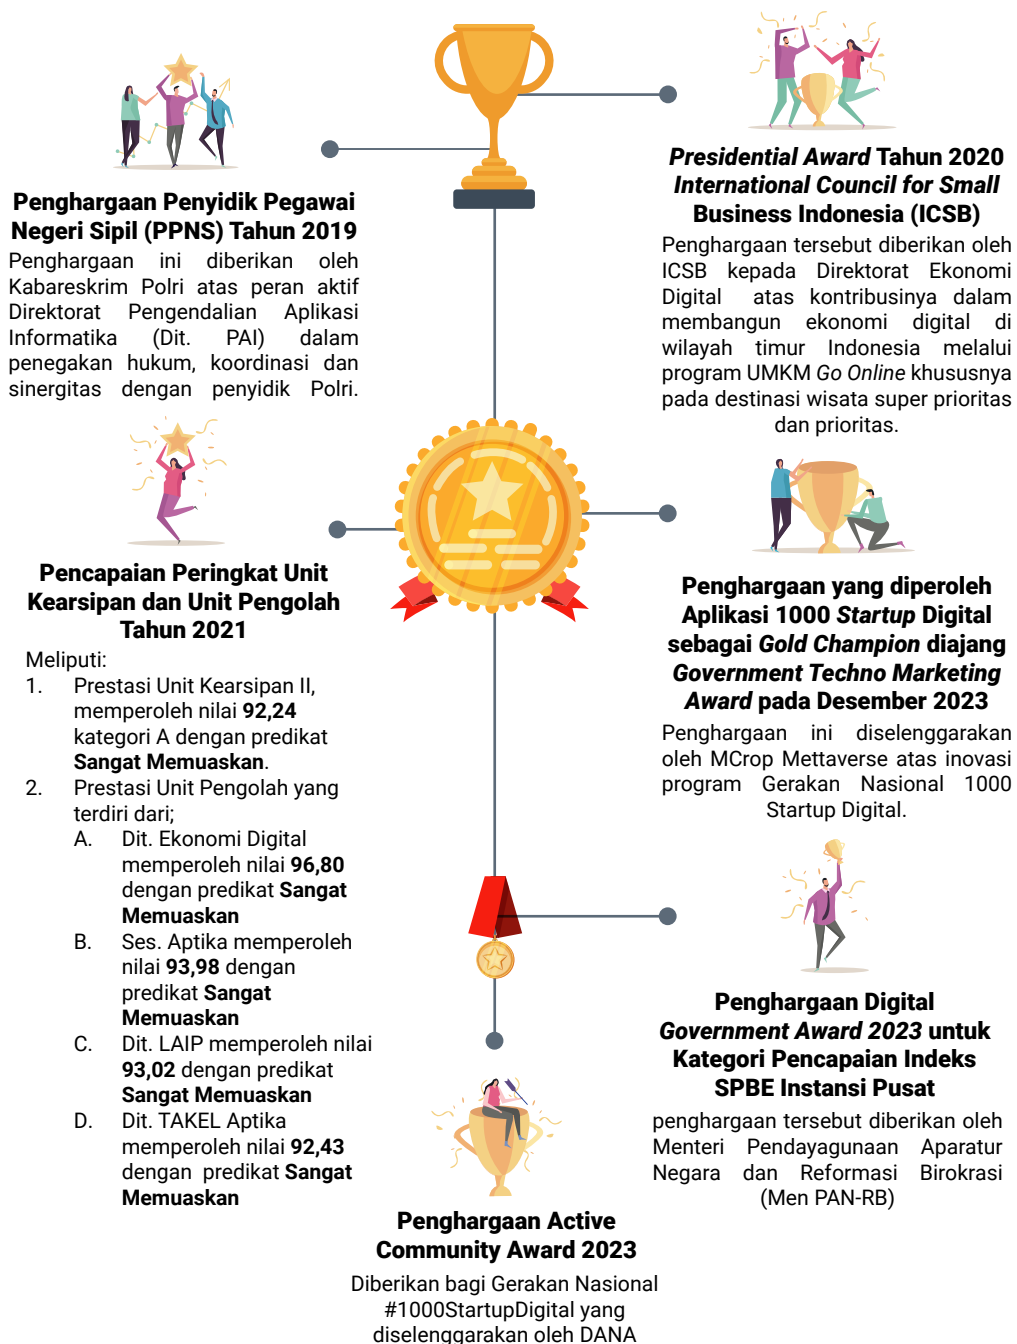 Penghargaan Penyidik Pegawai
Negeri Sipil (PPNS) Tahun 2019
Penghargaan ini diberikan oleh
Kabareskrim Polri atas peran aktif
Direktorat Pengendalian Aplikasi
Informatika (Dit. PAI) dalam
penegakan hukum, koordinasi dan
sinergitas dengan penyidik Polri.
Presidential Award Tahun 2020
International Council for Small
Business Indonesia (ICSB)
Penghargaan tersebut diberikan oleh
ICSB kepada Direktorat Ekonomi
Digital atas kontribusinya dalam
membangun ekonomi digital di
wilayah timur Indonesia melalui
program UMKM Go Online khususnya
pada destinasi wisata super prioritas
dan prioritas.
Pencapaian Peringkat Unit
Kearsipan dan Unit Pengolah
Tahun 2021
Meliputi:
1. Prestasi Unit Kearsipan II,
memperoleh nilai 92,24
kategori A dengan predikat
Sangat Memuaskan.
2. Prestasi Unit Pengolah yang
terdiri dari;
A. Dit. Ekonomi Digital
memperoleh nilai 96,80
dengan predikat Sangat
Memuaskan
B. Ses. Aptika memperoleh
nilai 93,98 dengan
predikat Sangat
Memuaskan
C. Dit. LAIP memperoleh nilai
93,02 dengan predikat
Sangat Memuaskan
D. Dit. TAKEL Aptika
memperoleh nilai 92,43
dengan predikat Sangat
Memuaskan
Penghargaan yang diperoleh
Aplikasi 1000 Startup Digital
sebagai Gold Champion diajang
Government Techno Marketing
Award pada Desember 2023
Penghargaan ini diselenggarakan
oleh MCrop Mettaverse atas inovasi
program Gerakan Nasional 1000
Startup Digital.
Penghargaan Digital
Government Award 2023 untuk
Kategori Pencapaian Indeks
SPBE Instansi Pusat
penghargaan tersebut diberikan oleh
Menteri Pendayagunaan Aparatur
Negara dan Reformasi Birokrasi
(Men PAN-RB)
Penghargaan Active
Community Award 2023
Diberikan bagi Gerakan Nasional
#1000StartupDigital yang
diselenggarakan oleh DANA